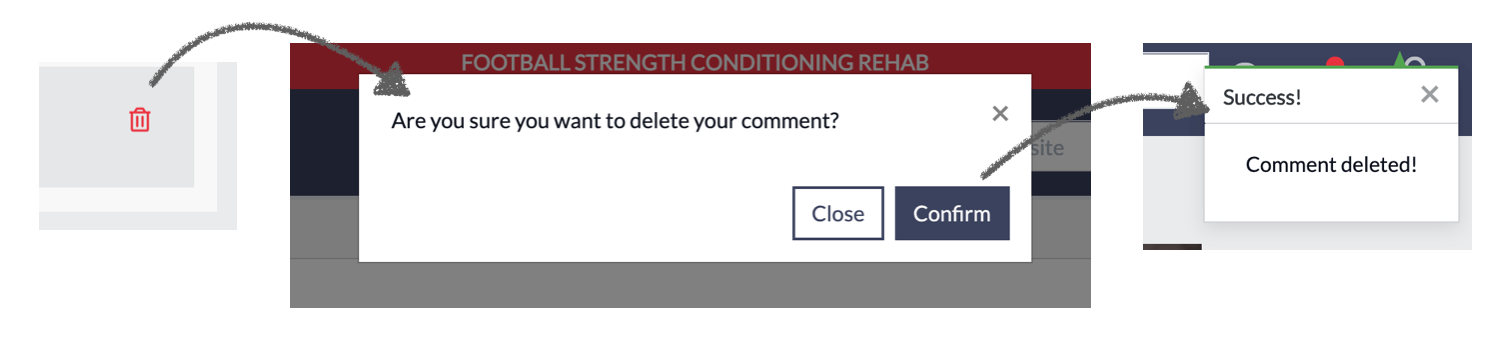 FOOTBALL STRENGTH CONDITIONING REHAB
Are you sure you want to delete your comment?
site
Close
Confirm
Success!
Comment deleted!